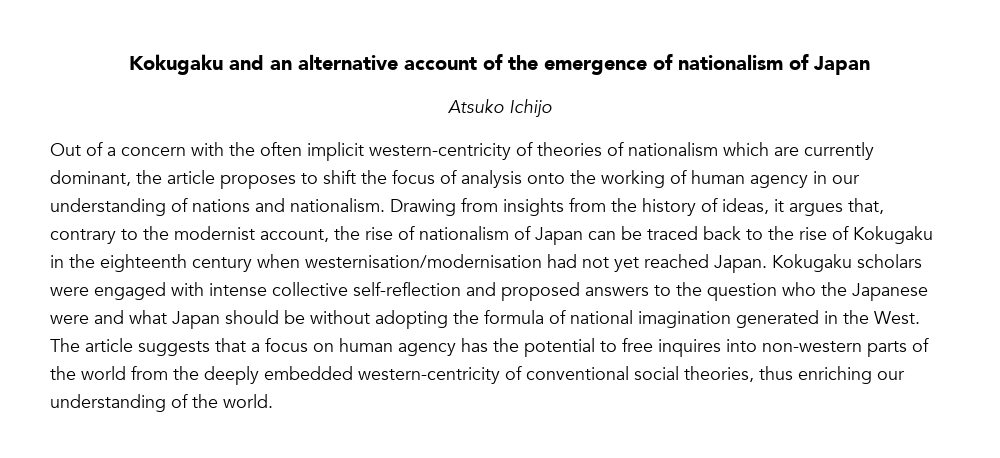 Kokugaku and an alternative account of the emergence of nationalism of Japan
Atsuko Ichijo
Out of a concern with the often implicit western-centricity of theories of nationalism which are currently
dominant, the article proposes to shift the focus of analysis onto the working of human agency in our
understanding of nations and nationalism. Drawing from insights from the history of ideas, it argues that,
contrary to the modernist account, the rise of nationalism of Japan can be traced back to the rise of Kokugaku
in the eighteenth century when westernisation/modernisation had not yet reached Japan. Kokugaku scholars
were engaged with intense collective self-reflection and proposed answers to the question who the Japanese
were and what Japan should be without adopting the formula of national imagination generated in the West.
The article suggests that a focus on human agency has the potential to free inquires into non-western parts of
the world from the deeply embedded western-centricity of conventional social theories, thus enriching our
understanding of the world.